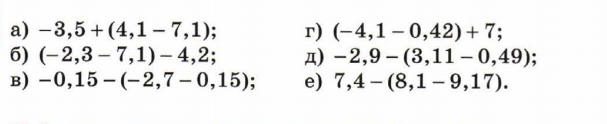 а) −3,5 + (4,1 − 7,1);
б) (−2,3 − 7,1) − 4,2;
в) −0,15 − (−2,7 − 0,15);
г) (−4,1 − 0,42) + 7;
д) −2,9 − (3,11 − 0,49);
е) 7,4 − (8,1 − 9,17).